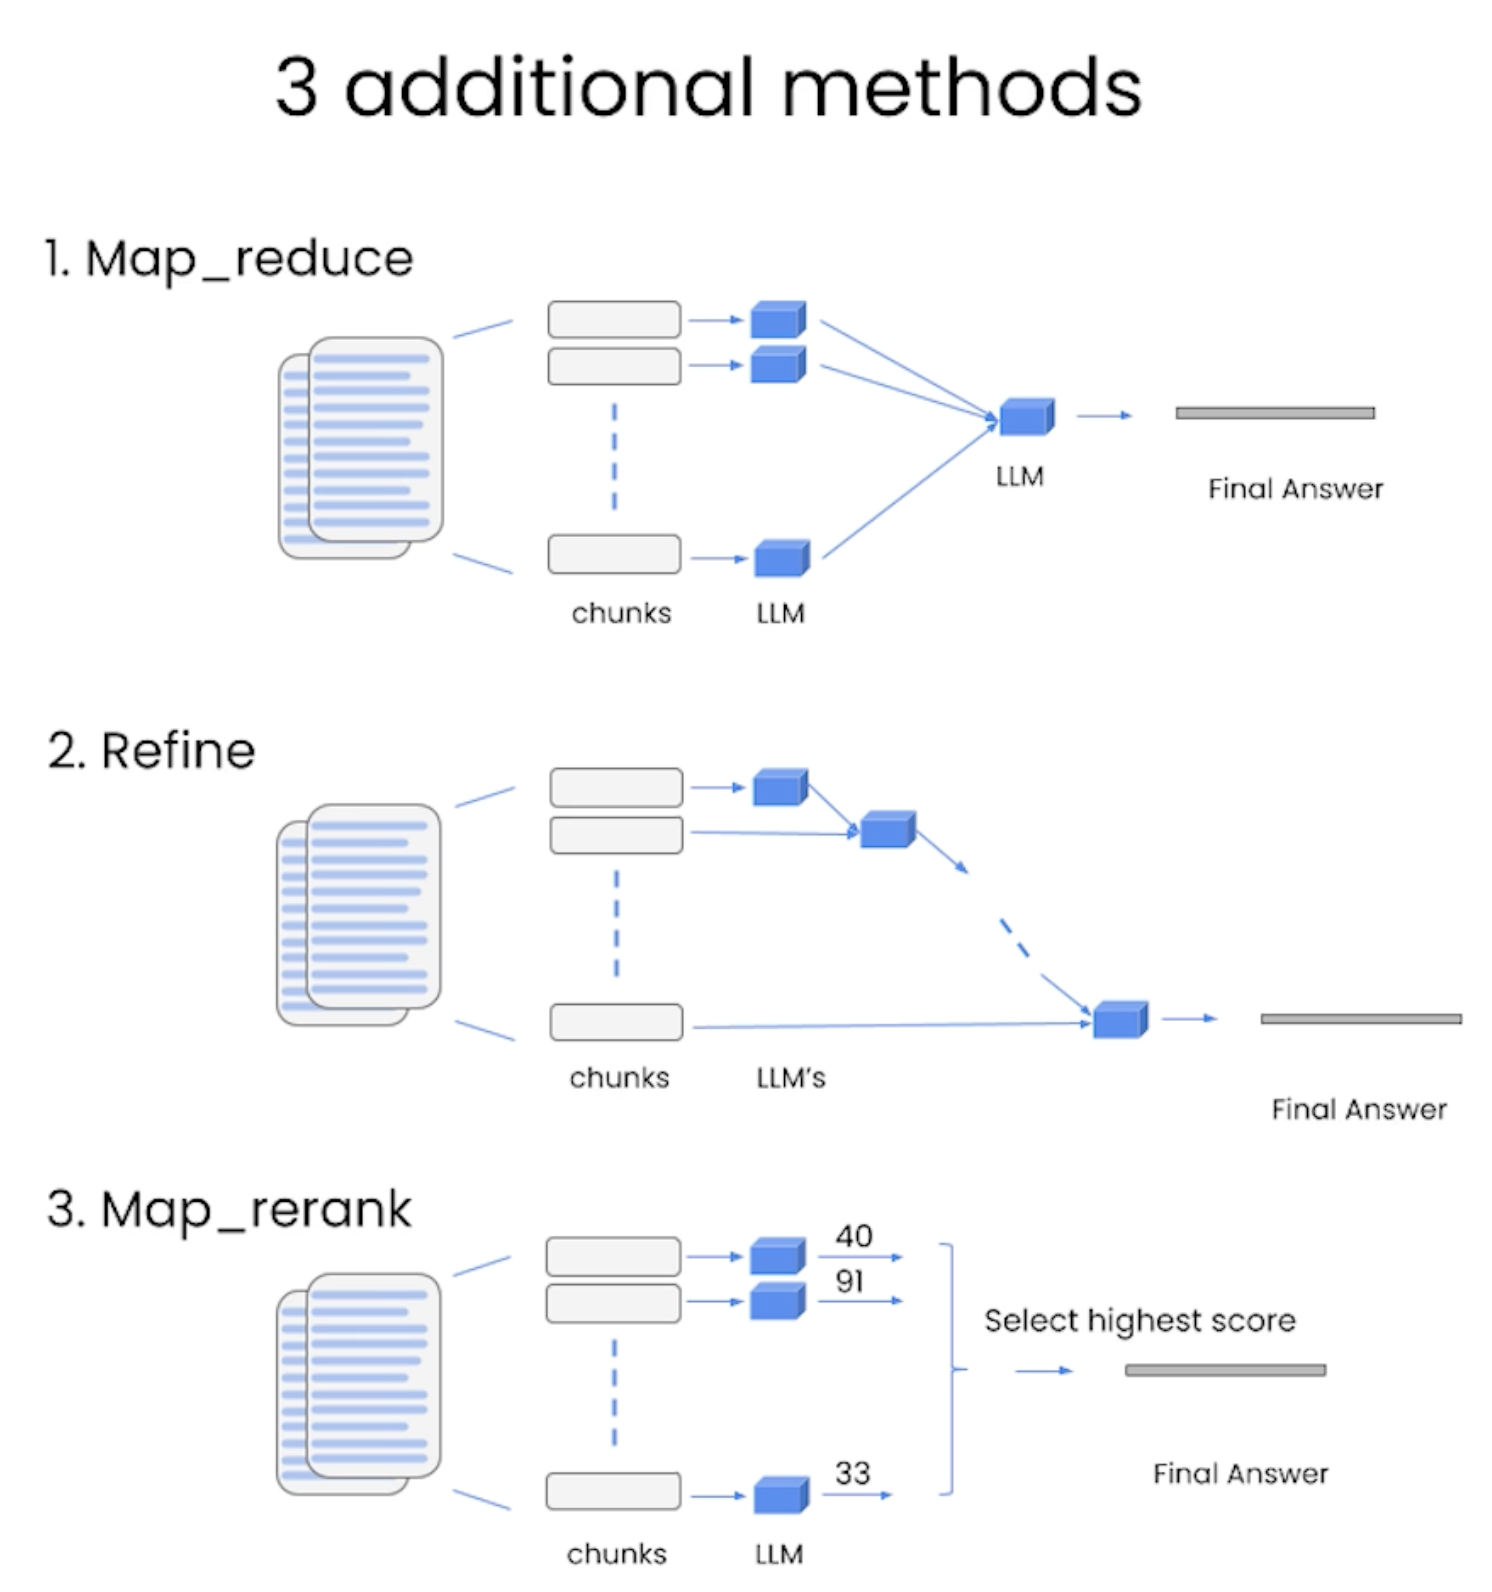 3 additional methods
1. Map_reduce
LLM
Final Answer
chunks
LLM
2. Refine
chunks
LLM's
Final Answer
3. Map_rerank
40
91
Select highest score
33
Final Answer
chunks
LLM